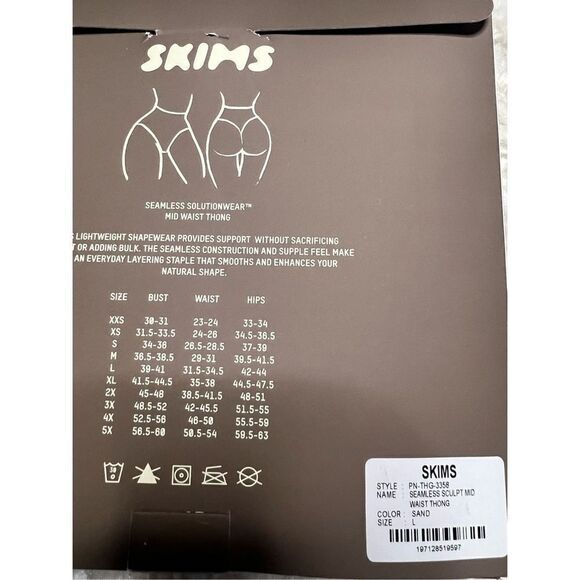 SKIMS
SEAMLESS SOLUTIONWEAR™
MID WAIST THONG
LIGHTWEIGHT SHAPEWEAR PROVIDES SUPPORT WITHOUT SACRIFICING
OR ADDING BULK. THE SEAMLESS CONSTRUCTION AND SUPPLE FEEL MAKE
AN EVERYDAY LAYERING STAPLE THAT SMOOTHS AND ENHANCES YOUR
NATURAL SHAPE.
SIZE BUST WAIST HIPS
XXS 30-31 23-24 33-34
XS 31.5-33.5 24-26 34.5-36.5
S 34-36 26.5-28.5 37-39
M 36.5-38.5 29-31 39.5-41.5
L 39-41 31.5-34.5 42-44
XL 41.5-44.5 35-38 44.5-47.5
2X 45-48 38.5-41.5 48-51
3X 48.5-52 42-45.5 51.5-55
4X 52.5-56 46-50 55.5-59
5X 56.5-60 50.5-54 59.5-63
30
SKIMS
STYLE : PN-THG-3358
NAME : SEAMLESS SCULPT MID
WAIST THONG
COLOR : SAND
SIZE : L
197128519597